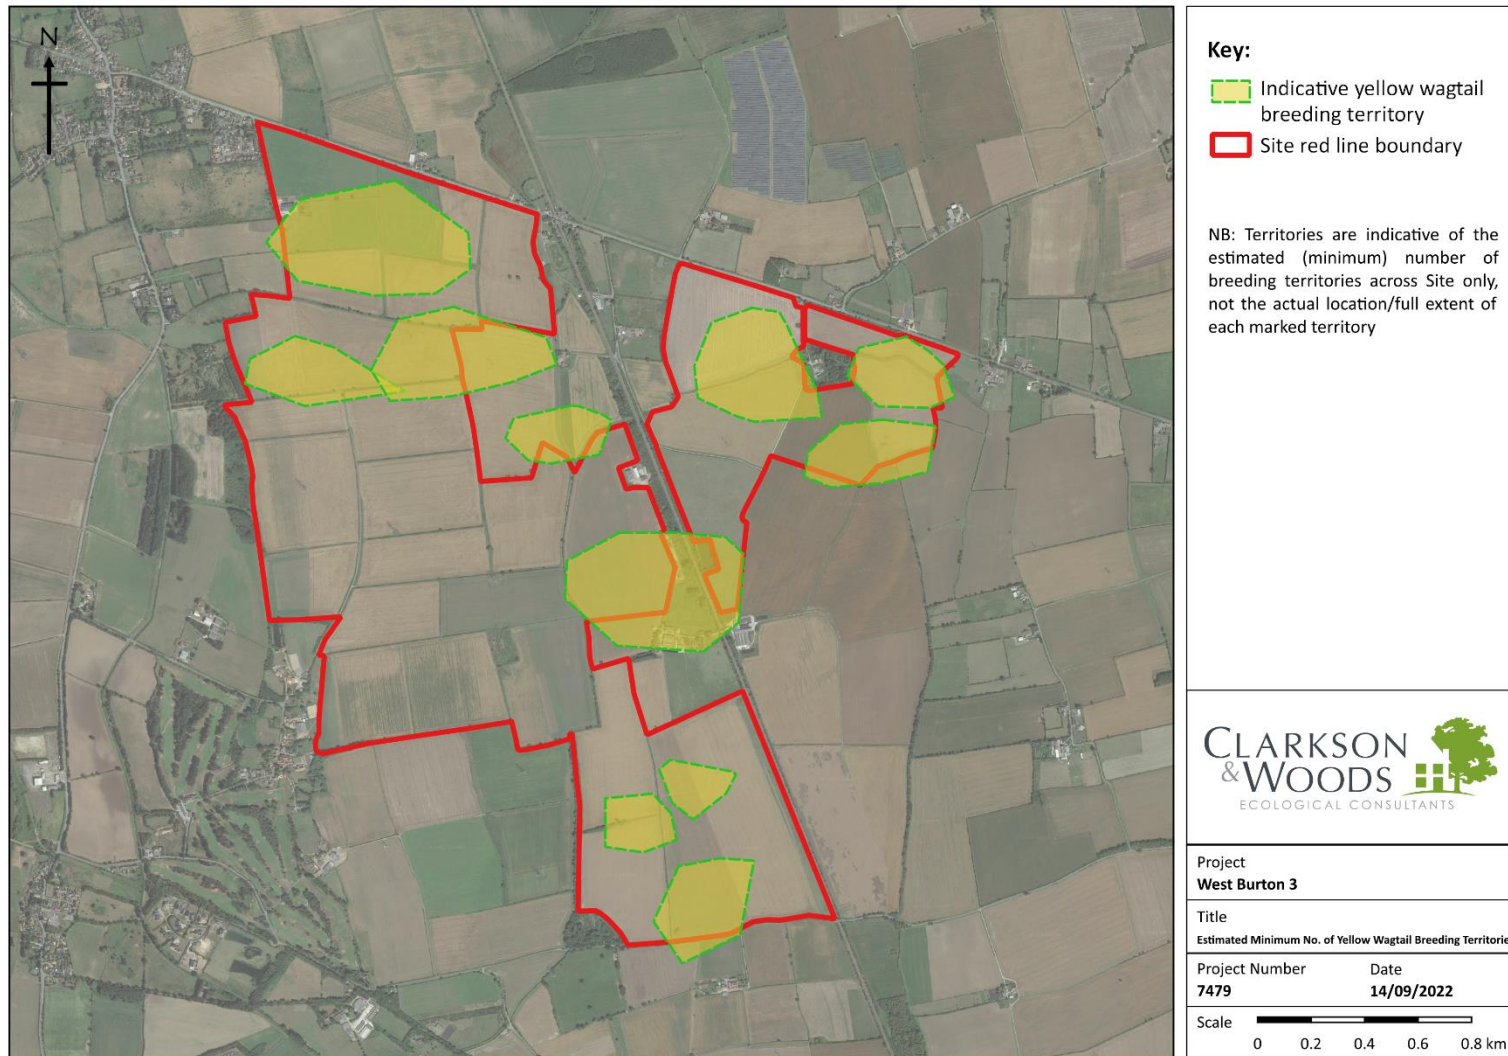 N
Key:
Indicative yellow wagtail
breeding territory
Site red line boundary
NB: Territories are indicative of the
estimated (minimum) number of
breeding territories across Site only,
not the actual location/full extent of
each marked territory
CLARKSON
&WOODS
ECOLOGICAL CONSULTANTS
Project
West Burton 3
Title
Estimated Minimum No. of Yellow Wagtail Breeding Territorie
Project Number Date
7479 14/09/2022
Scale
0 0.2 0.4 0.6 0.8 km